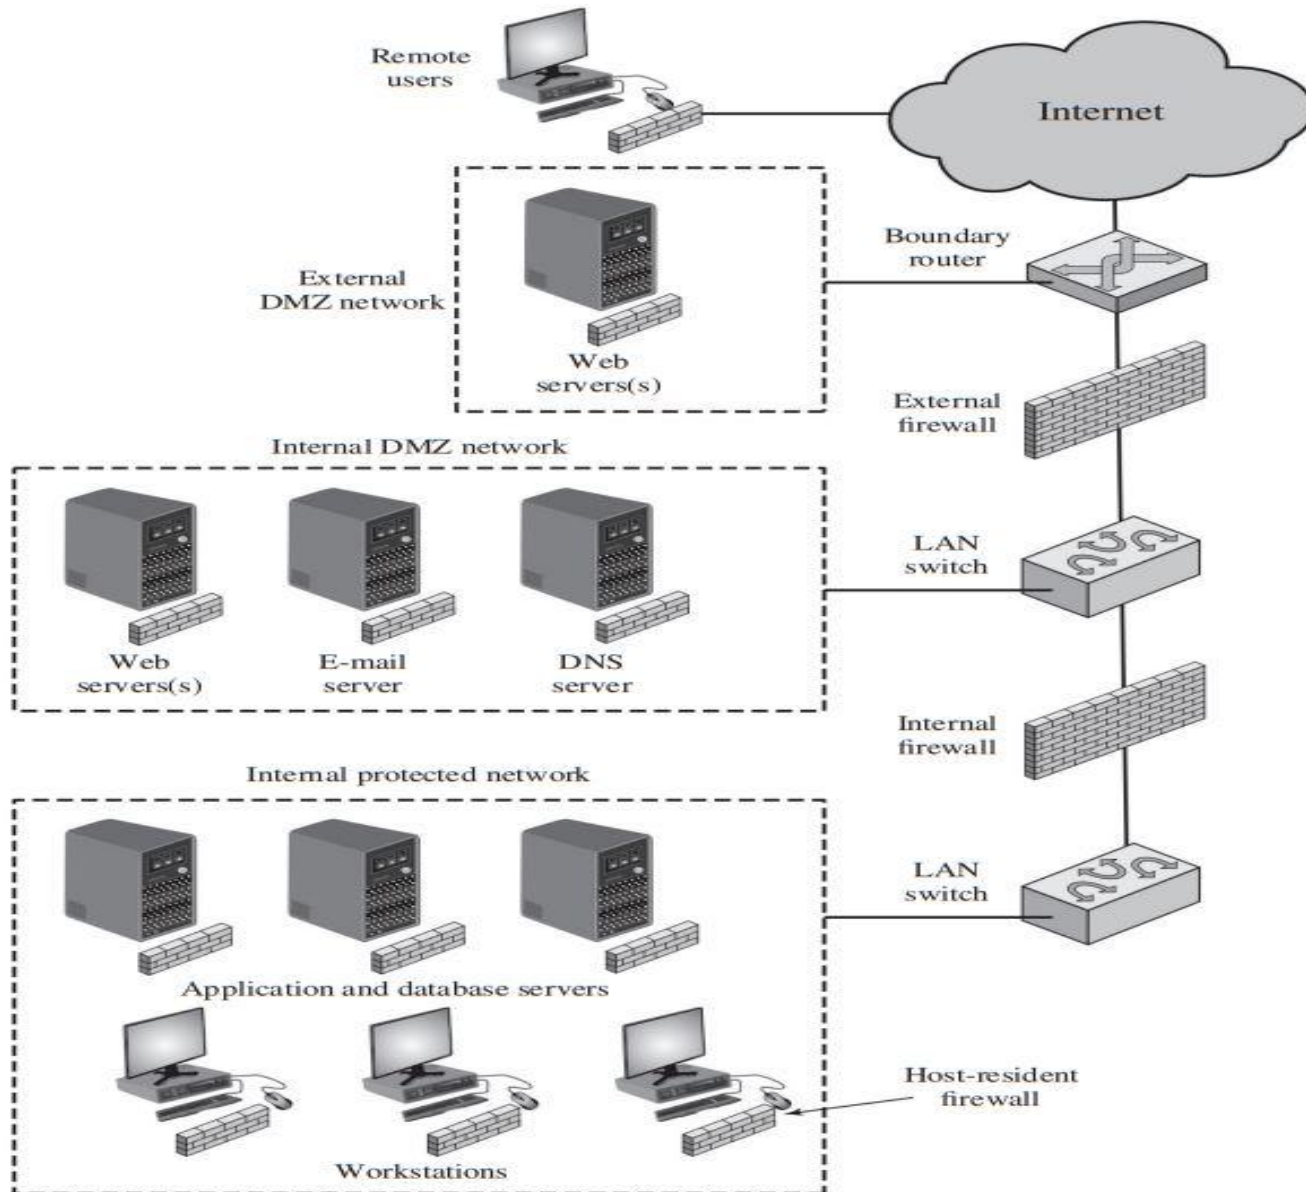 Remote
users
Internet
Boundary
router
External
DMZ network
Web
servers(s)
External
firewall
Internal DMZ network
LAN
switch
Web
servers(s)
E-mail
server
DNS
server
Internal
firewall
Internal protected network
LAN
switch
Application and database servers
Host-resident
firewall
Workstations